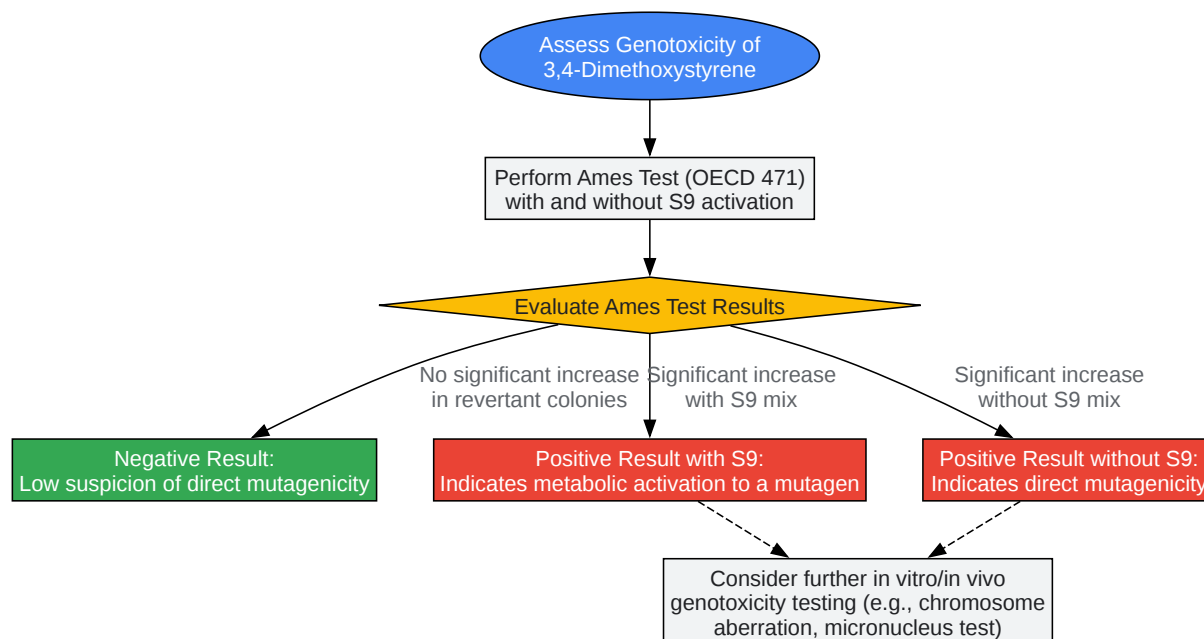 Assess Genotoxicity of
3,4-Dimethoxystyrene
Perform Ames Test (OECD 471)
with and without S9 activation
Evaluate Ames Test Results
No significant increase
in revertant colonies
Significant increase
with S9 mix
Significant increase
without S9 mix
Negative Result:
Low suspicion of direct mutagenicity
Positive Result with S9:
Indicates metabolic activation to a mutagen
Positive Result without S9:
Indicates direct mutagenicity
Consider further in vitro/in vivo
genotoxicity testing (e.g., chromosome
aberration, micronucleus test)